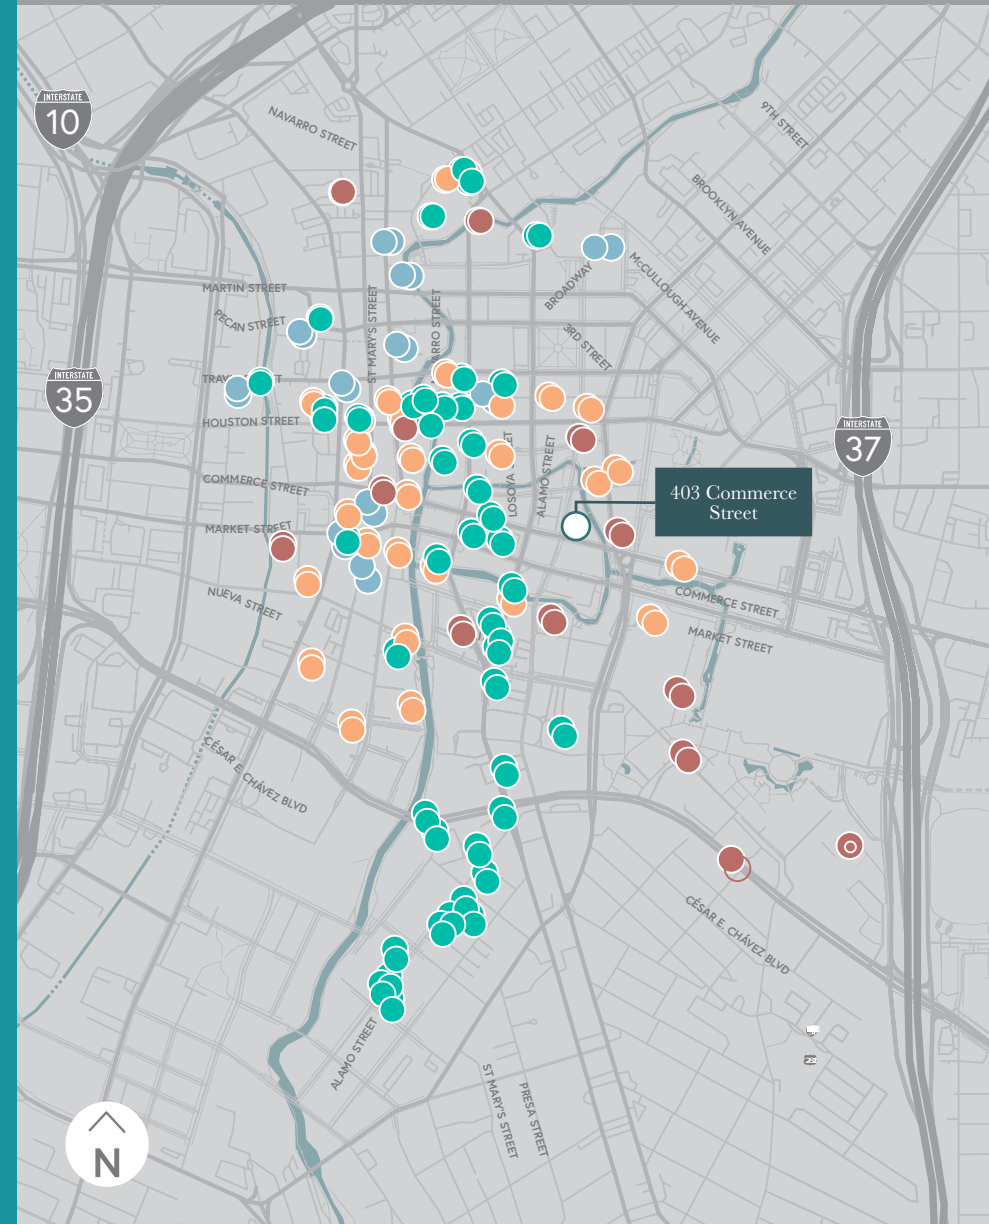 9TH STREET
INTERSTATE
10
NAVARRO STREET
BROOKLYN AVENUE
McCULLOUGH AVENUE
BROADWAY
MARTIN STREET
PECAN STREET
ST MARY'S STREET
3RD STREET
INTERSTATE
35
HOUSTON STREET
INTERSTATE
37
ALAMO STREET
COMMERCE STREET
403 Commerce
Street
MARKET STREET
NUEVA STREET
COMMERCE STREET
MARKET STREET
CÉSAR E. CHÁVEZ BLVD
CÉSAR E. CHÁVEZ BLVD
ALAMO STREET
ST MARY'S STREET
PRESA STREET
N